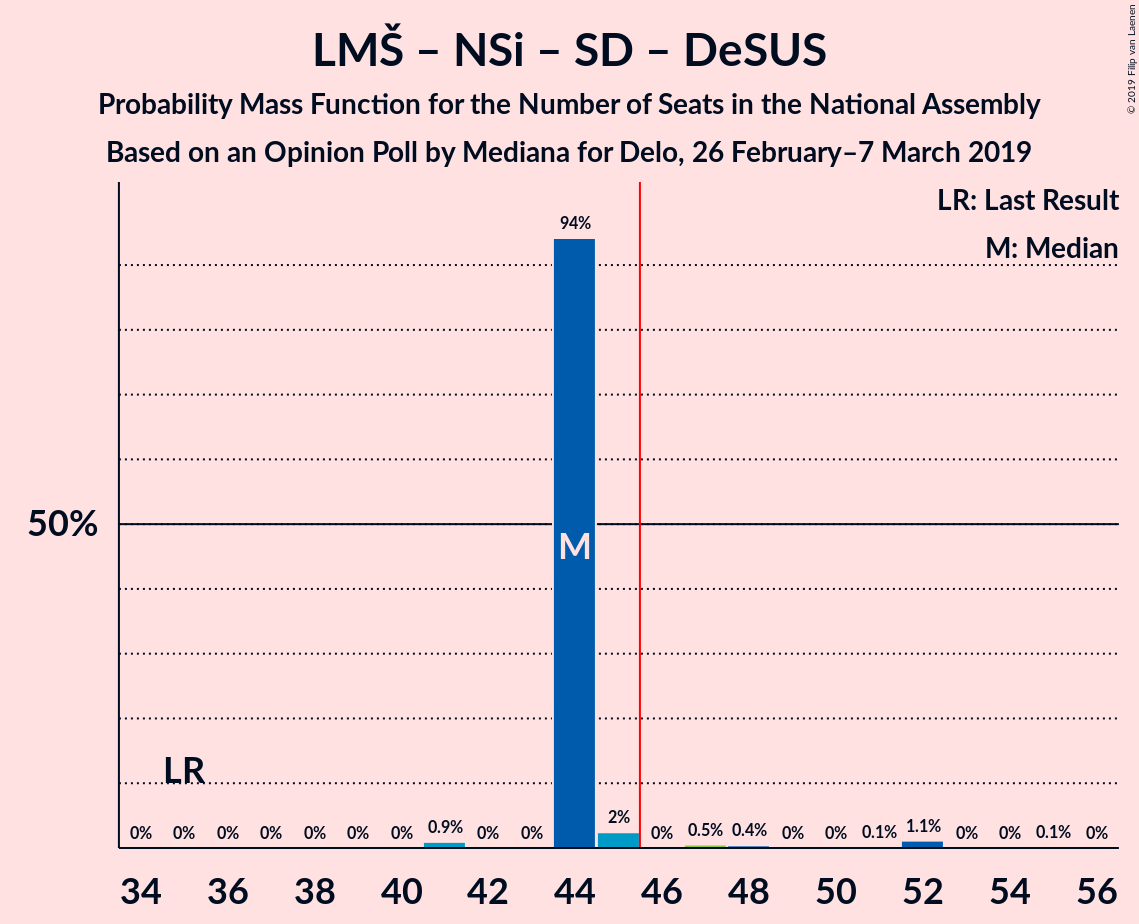 LMŠ – NSi – SD – DeSUS
Probability Mass Function for the Number of Seats in the National Assembly
Based on an Opinion Poll by Mediana for Delo, 26 February–7 March 2019
© 2019 Filip van Laenen
LR: Last Result
M: Median
94%
50%
M
LR
0% 0% 0% 0% 0% 0% 0% 0.9% 0% 0% 2% 0% 0.5% 0.4% 0% 0% 0.1% 1.1% 0% 0% 0.1% 0%
34 36 38 40 42 44 46 48 50 52 54 56